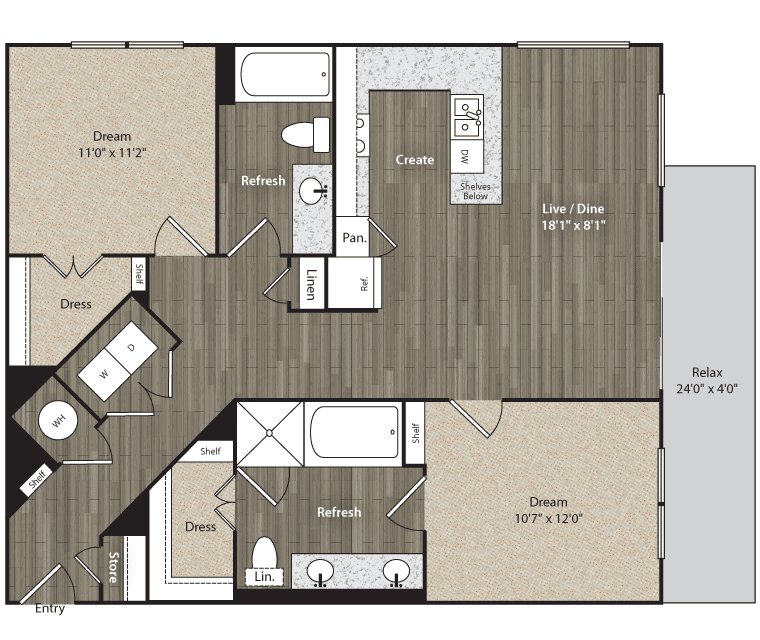 Dream
11'0" x 11'2"
Refresh
Create
DW
Shelves
Below
Live / Dine
18'1" x 8'1"
Pan.
Ref.
Linen
Shelf
Dress
D
W
WH
Shelf
Relax
24'0" x 4'0"
Shelf
Shelf
Dress
Refresh
Dream
10'7" x 12'0"
Store
Lin.
Entry